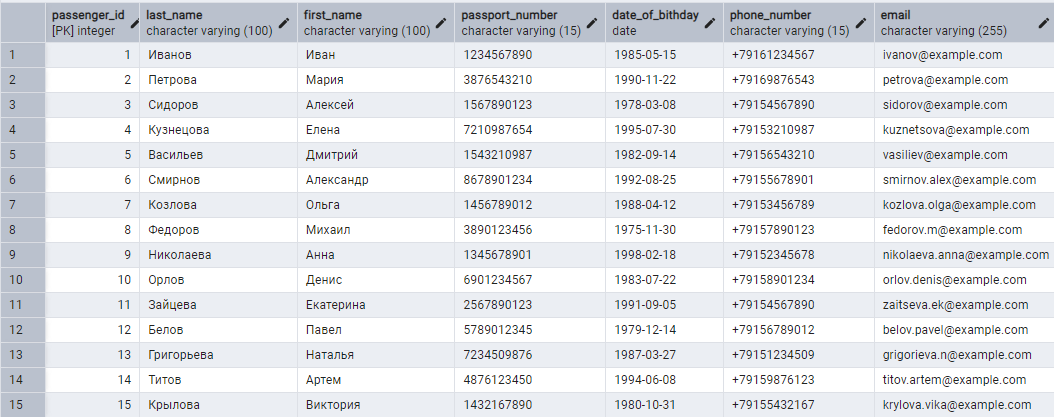 passenger_id last_name first_name passport_number date_of_bithday phone_number email
[PK] integer character varying (100) character varying (100) character varying (15) date character varying (15) character varying (255)
1 1 Иванов Иван 1234567890 1985-05-15 +79161234567 ivanov@example.com
2 2 Петрова Мария 3876543210 1990-11-22 +79169876543 petrova@example.com
3 3 Сидоров Алексей 1567890123 1978-03-08 +79154567890 sidorov@example.com
4 4 Кузнецова Елена 7210987654 1995-07-30 +79153210987 kuznetsova@example.com
5 5 Васильев Дмитрий 1543210987 1982-09-14 +79156543210 vasiliev@example.com
6 6 Смирнов Александр 8678901234 1992-08-25 +79155678901 smirnov.alex@example.com
7 7 Козлова Ольга 1456789012 1988-04-12 +79153456789 kozlova.olga@example.com
8 8 Федоров Михаил 3890123456 1975-11-30 +79157890123 fedorov.m@example.com
9 9 Николаева Анна 1345678901 1998-02-18 +79152345678 nikolaeva.anna@example.com
10 10 Орлов Денис 6901234567 1983-07-22 +79158901234 orlov.denis@example.com
11 11 Зайцева Екатерина 2567890123 1991-09-05 +79154567890 zaitseva.ek@example.com
12 12 Белов Павел 5789012345 1979-12-14 +79156789012 belov.pavel@example.com
13 13 Григорьева Наталья 7234509876 1987-03-27 +79151234509 grigorieva.n@example.com
14 14 Титов Артем 4876123450 1994-06-08 +79159876123 titov.artem@example.com
15 15 Крылова Виктория 1432167890 1980-10-31 +79155432167 krylova.vika@example.com